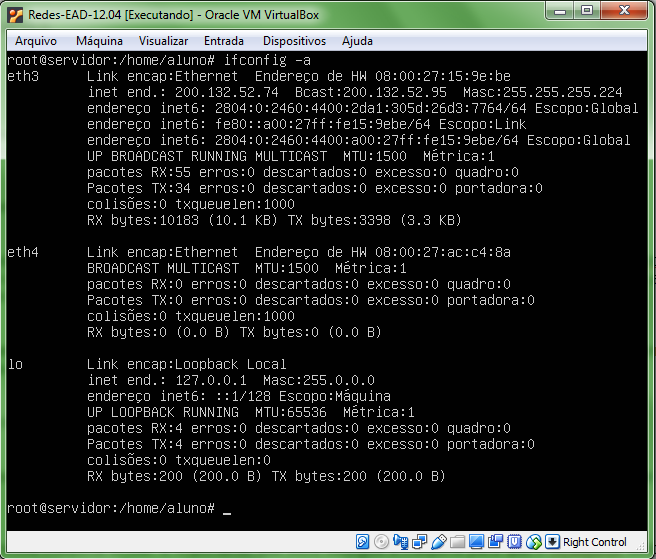 Redes-EAD-12.04 [Executando] - Oracle VM VirtualBox
Arquivo Máquina Visualizar Entrada Dispositivos Ajuda
root@servidor:/home/aluno# ifconfig -a
eth3 Link encap:Ethernet Endereço de HW 08:00:27:15:9e:be
inet end.: 200.132.52.74 Bcast:200.132.52.95 Masc:255.255.255.224
endereço inet6: 2804:0:2460:4400:2da1:305d:26d3:7764/64 Escopo:Global
endereço inet6: fe80::a00:27ff:fe15:9ebe/64 Escopo:Link
endereço inet6: 2804:0:2460:4400:a00:27ff:fe15:9ebe/64 Escopo:Global
UP BROADCAST RUNNING MULTICAST MTU:1500 Métrica:1
pacotes RX:55 erros:0 descartados:0 excesso:0 quadro:0
Pacotes TX:34 erros:0 descartados:0 excesso:0 portadora:0
colisões:0 txqueuelen:1000
RX bytes:10183 (10.1 KB) TX bytes:3398 (3.3 KB)
eth4 Link encap:Ethernet Endereço de HW 08:00:27:ac:c4:8a
BROADCAST MULTICAST MTU:1500 Métrica:1
pacotes RX:0 erros:0 descartados:0 excesso:0 quadro:0
Pacotes TX:0 erros:0 descartados:0 excesso:0 portadora:0
colisões:0 txqueuelen:1000
RX bytes:0 (0.0 B) TX bytes:0 (0.0 B)
lo Link encap:Loopback Local
inet end.: 127.0.0.1 Masc:255.0.0.0
endereço inet6: ::1/128 Escopo:Máquina
UP LOOPBACK RUNNING MTU:65536 Métrica:1
pacotes RX:4 erros:0 descartados:0 excesso:0 quadro:0
Pacotes TX:4 erros:0 descartados:0 excesso:0 portadora:0
colisões:0 txqueuelen:0
RX bytes:200 (200.0 B) TX bytes:200 (200.0 B)
root@servidor:/home/aluno# _
Right Control